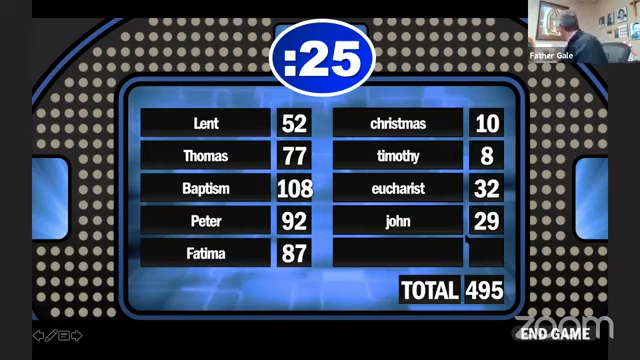 :25
Father Gale
Lent 52
Thomas 77
Baptism 108
Peter 92
Fatima 87
christmas 10
timothy 8
eucharist 32
john 29
TOTAL 495
zoom
END GAME